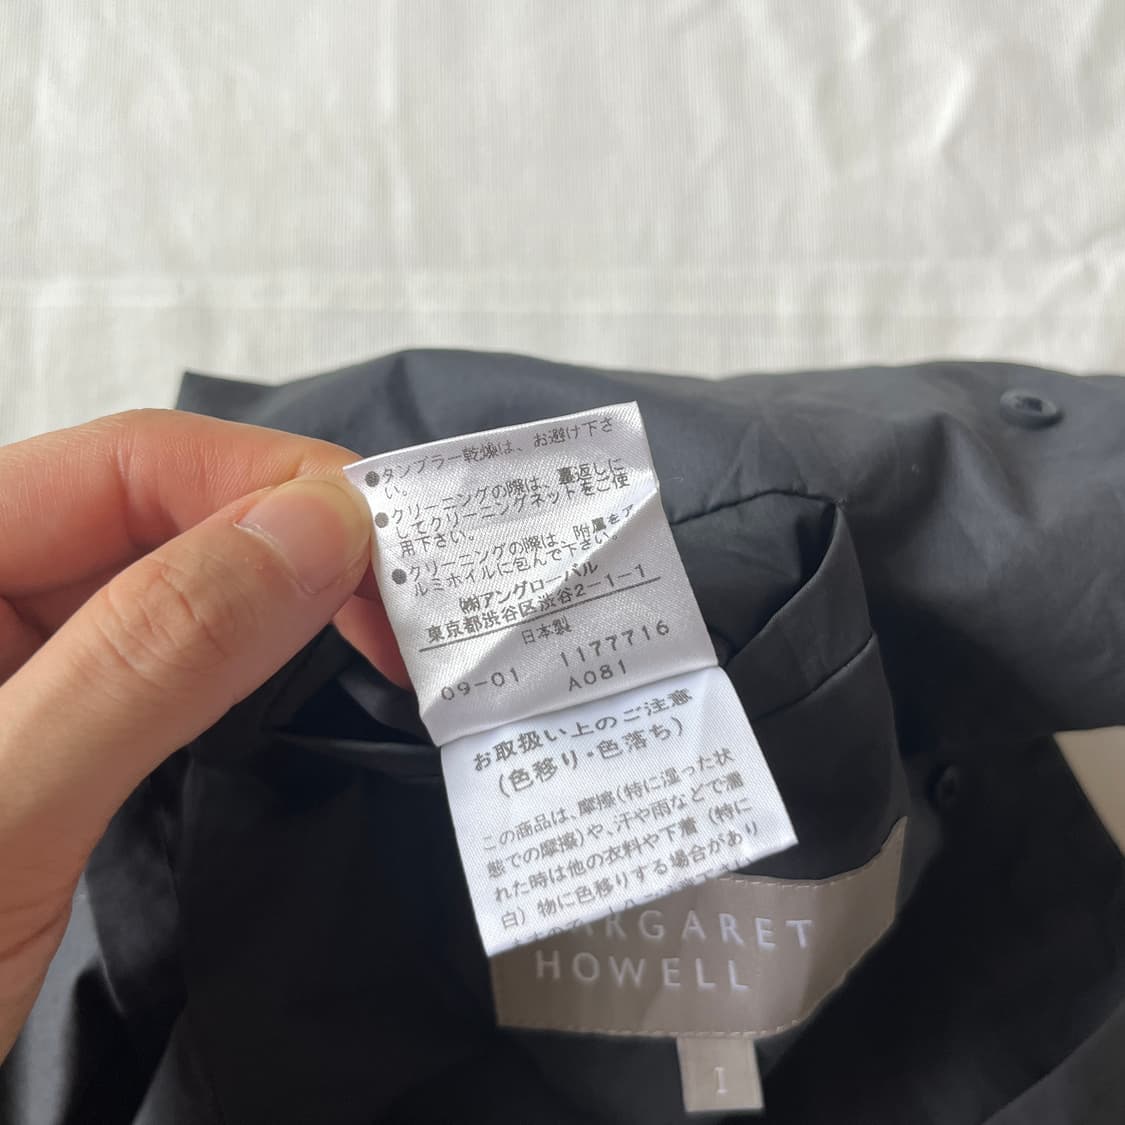 ●タンブラー乾燥は、お避け下さ
い。
●クリーニングの際は、裏返しに
してクリーニングネットをご使
用下さい。
●クリーニングの際は、附属をア
ルミホイルに包んで下さい。
㈱アングローバル
東京都渋谷区渋谷2-1-1
日本製
09-01 1177716
A081
お取扱い上のご注意
(色移り・色落ち)
この商品は、摩擦(特に湿った状
態での摩擦)や、汗や雨などで濡
れた時は他の衣料や下着(特に
白)物に色移りする場合があり
ARGARET
HOWELL
I